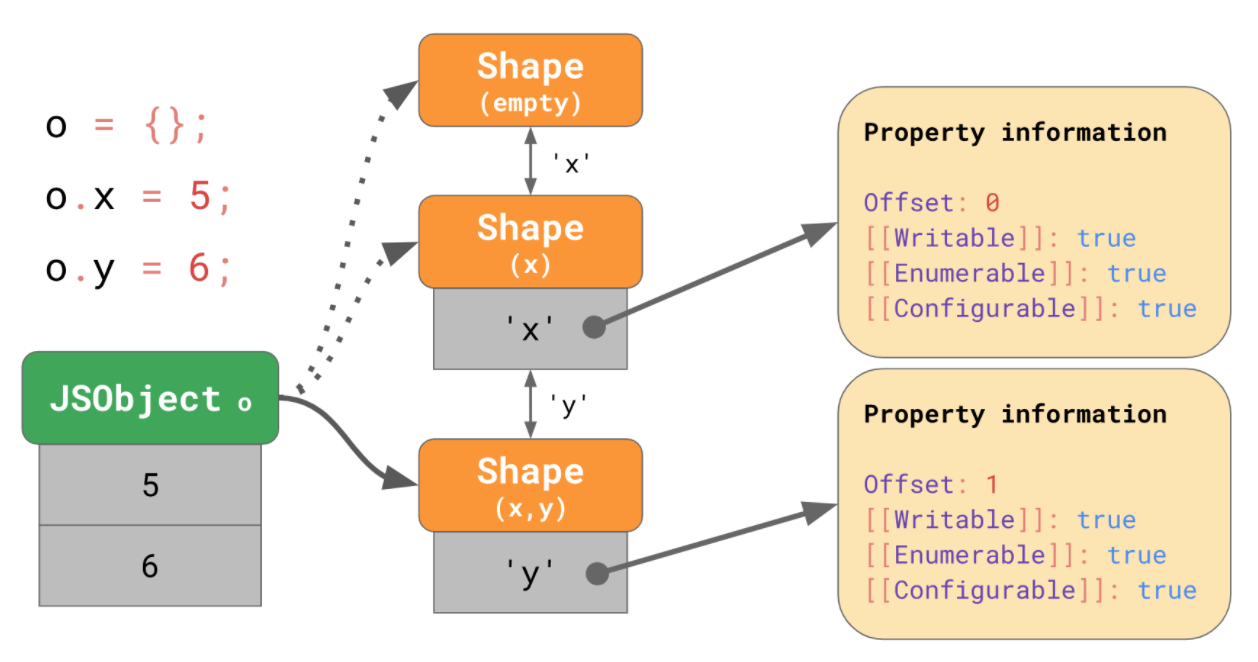 o = {};
o.x = 5;
o.y = 6;
JSObject o
5
6
Shape
(empty)
'x'
Shape
(x)
'x'
'y'
Shape
(x,y)
'y'
Property information
Offset: 0
[[Writable]]: true
[[Enumerable]]: true
[[Configurable]]: true
Property information
Offset: 1
[[Writable]]: true
[[Enumerable]]: true
[[Configurable]]: true